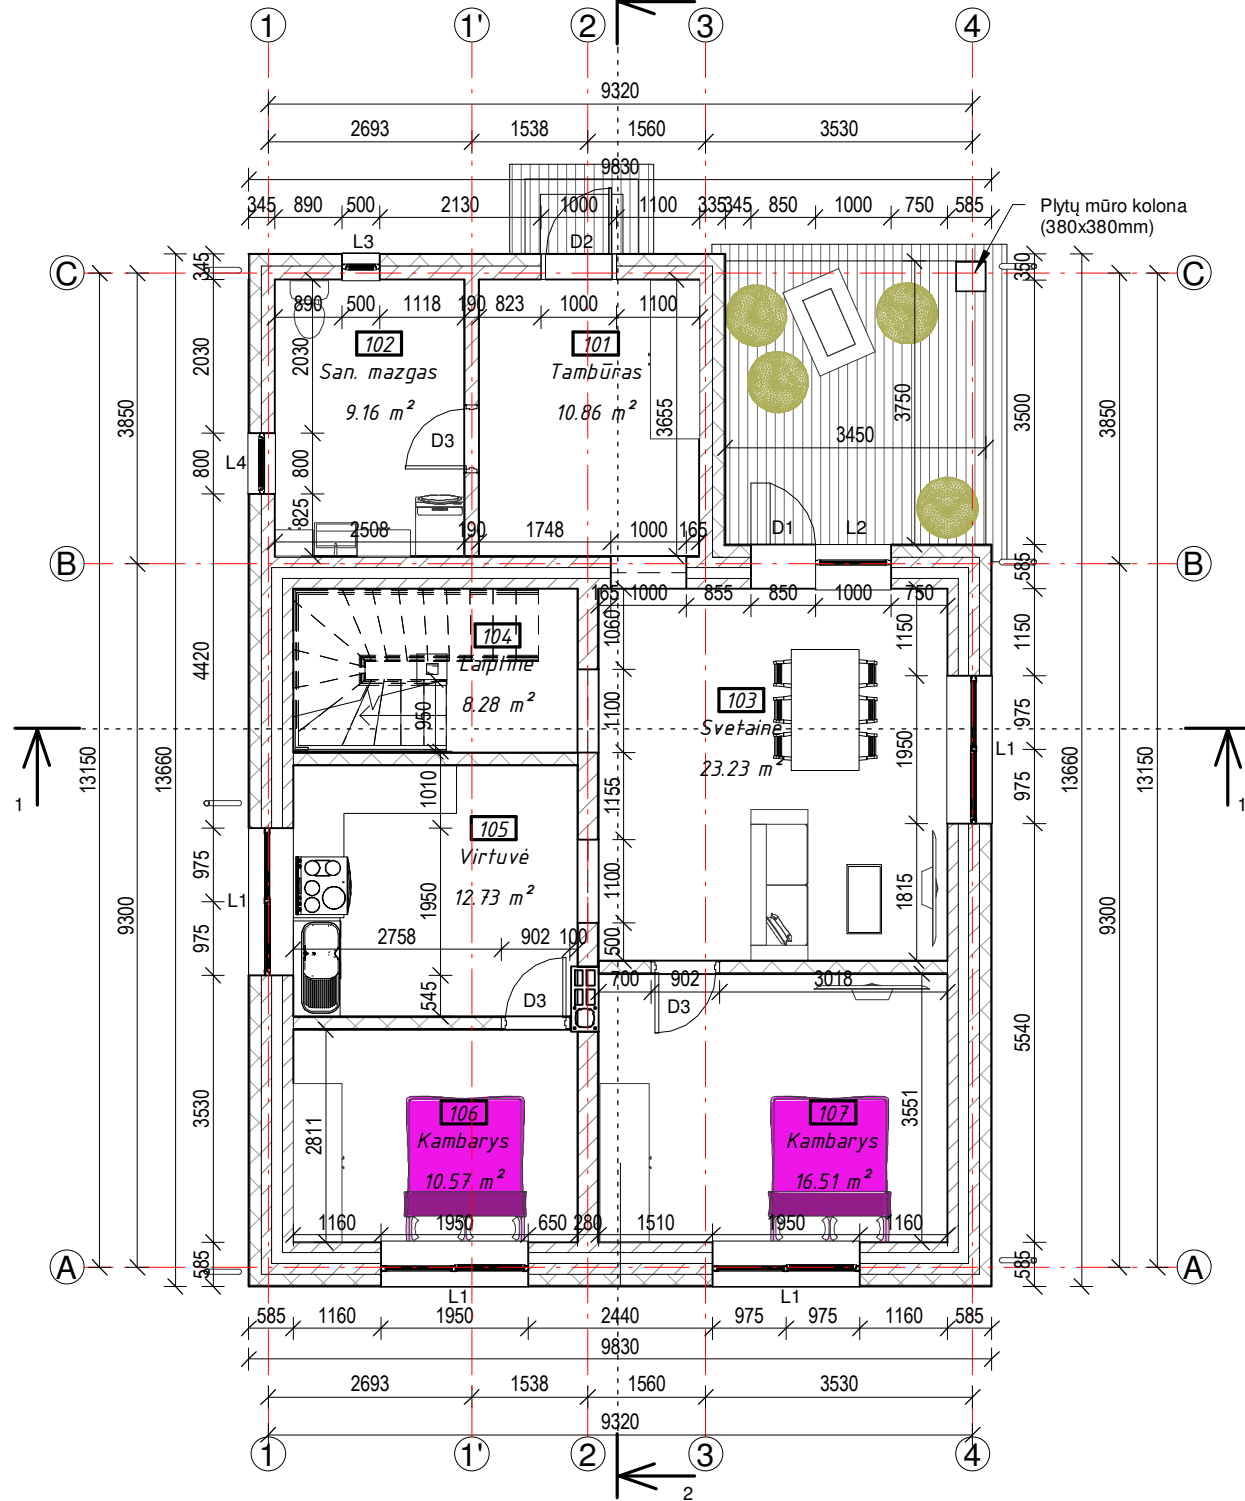 1 1' 2 3 4
9320
2693 1538 1560 3530
9830
345 890 500 2130 1000 1100 335 345 850 1000 750 585
Plytų mūro kolona
(380x380mm)
L3 D2
C C
345 350
890 500 1118 190 823 1000 1100
102 101
San. mazgas Tambūras
9.16 m² 10.86 m²
2030 2030 3655 3750 3500
3850 3850 3850
3450
D3
L4 800 800
825
2508 190 1748 1000 165
D1 L2
B B
585
165 1000 855 850 1000 750
1060 1150 1150
104
Laiptinė
8.28 m²
4420
950
1100
103
Svetainė
23.23 m²
1950 975 975
L1
1 1
13150 13660 13660 13150
1010
1155
105
Virtuvė
12.73 m²
975 975
L1
1950
1100
1815
9300 9300
2758 902 100
500
545
D3
700 902 3018
D3
5540
3530
2811
3551
106 107
Kambarys Kambarys
10.57 m² 16.51 m²
1160 1950 650 280 1510 1950 1160
585 585
A A
L1 L1
585 1160 1950 2440 975 975 1160 585
9830
2693 1538 1560 3530
9320
1 1' 2 3 4
2